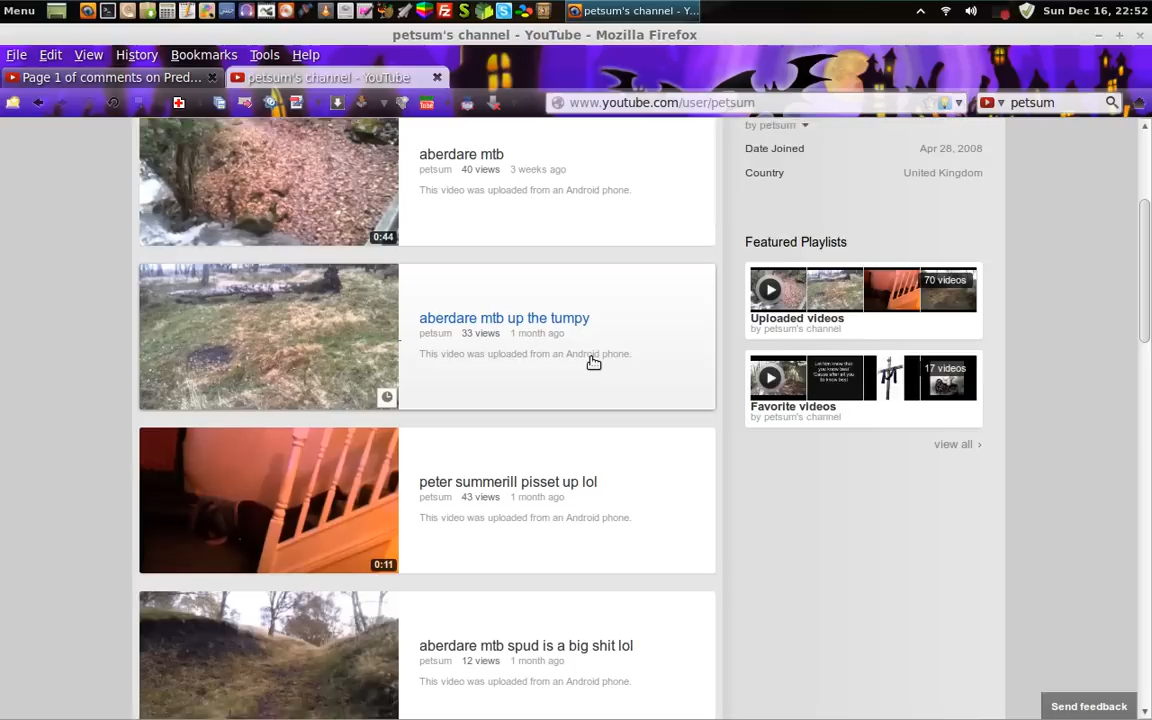 Menu
petsum's channel - Y...
Sun Dec 16, 22:52
petsum's channel - YouTube - Mozilla Firefox
File Edit View History Bookmarks Tools Help
Page 1 of comments on Pred...
petsum's channel - YouTube
www.youtube.com/user/petsum
petsum
aberdare mtb
petsum 40 views 3 weeks ago
This video was uploaded from an Android phone.
0:44
aberdare mtb up the tumpy
petsum 33 views 1 month ago
This video was uploaded from an Android phone.
peter summerill pisset up lol
petsum 43 views 1 month ago
This video was uploaded from an Android phone.
0:11
aberdare mtb spud is a big shit lol
petsum 12 views 1 month ago
This video was uploaded from an Android phone.
by petsum
Date Joined Apr 28, 2008
Country United Kingdom
Featured Playlists
70 videos
Uploaded videos
by petsum's channel
17 videos
Favorite videos
by petsum's channel
view all ›
Send feedback